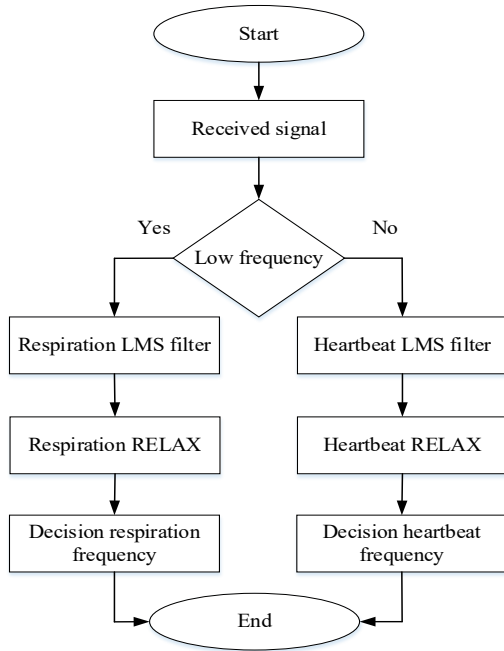 Start
Received signal
Yes
No
Low frequency
Respiration LMS filter
Heartbeat LMS filter
Respiration RELAX
Heartbeat RELAX
Decision respiration
frequency
Decision heartbeat
frequency
End